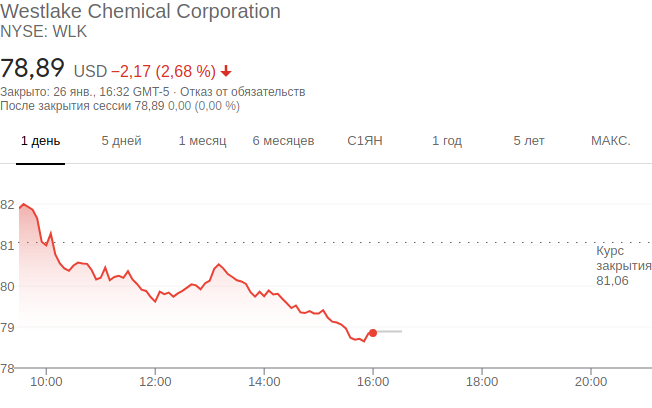 Westlake Chemical Corporation
NYSE: WLK
78,89 USD −2,17 (2,68 %)
Закрыто: 26 янв., 16:32 GMT-5 · Отказ от обязательств
После закрытия сессии 78,89 0,00 (0,00 %)
1 день 5 дней 1 месяц 6 месяцев С1ЯН 1 год 5 лет МАКС.
82
81
Курс
закрытия
81,06
80
79
78
10:00 12:00 14:00 16:00 18:00 20:00